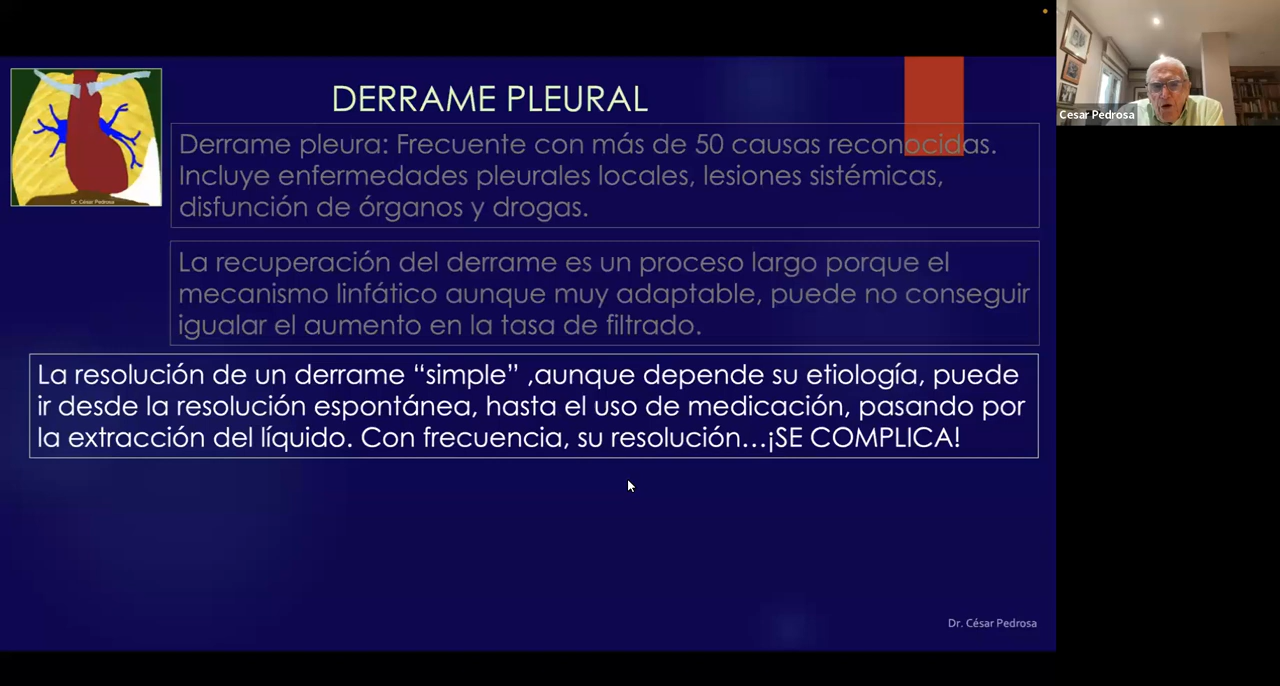 DERRAME PLEURAL
Derrame pleura: Frecuente con más de 50 causas reconocidas.
Incluye enfermedades pleurales locales, lesiones sistémicas,
disfunción de órganos y drogas.
La recuperación del derrame es un proceso largo porque el
mecanismo linfático aunque muy adaptable, puede no conseguir
igualar el aumento en la tasa de filtrado.
La resolución de un derrame “simple” ,aunque depende su etiología, puede
ir desde la resolución espontánea, hasta el uso de medicación, pasando por
la extracción del líquido. Con frecuencia, su resolución…¡SE COMPLICA!
Dr. César Pedrosa
Dr. César Pedrosa
Cesar Pedrosa